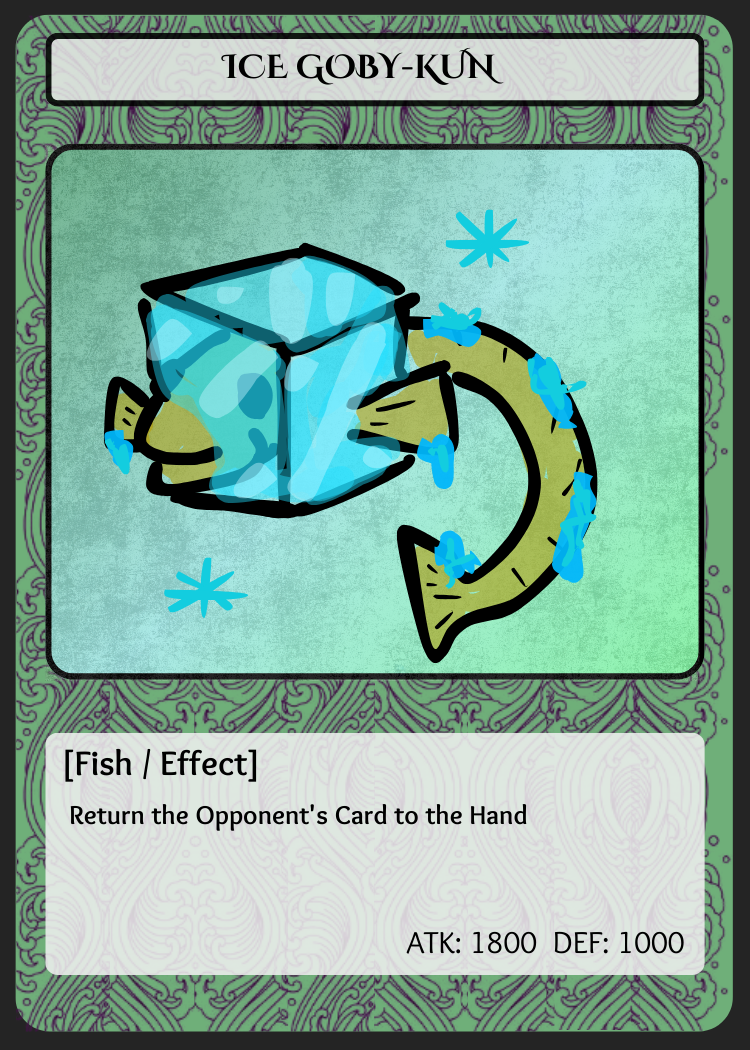 ICE GOBY-KUN
[Fish / Effect]
Return the Opponent's Card to the Hand
ATK: 1800 DEF: 1000